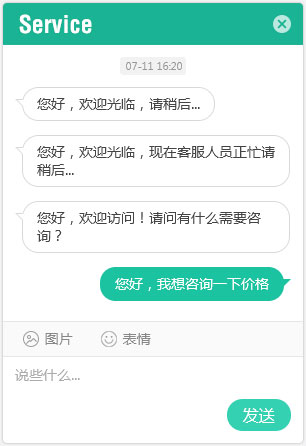 Service
07-11 16:20
您好，欢迎光临，请稍后...
您好，欢迎光临，现在客服人员正忙请
稍后...
您好，欢迎访问！请问有什么需要咨
询？
您好，我想咨询一下价格
图片 表情
说些什么...
发送